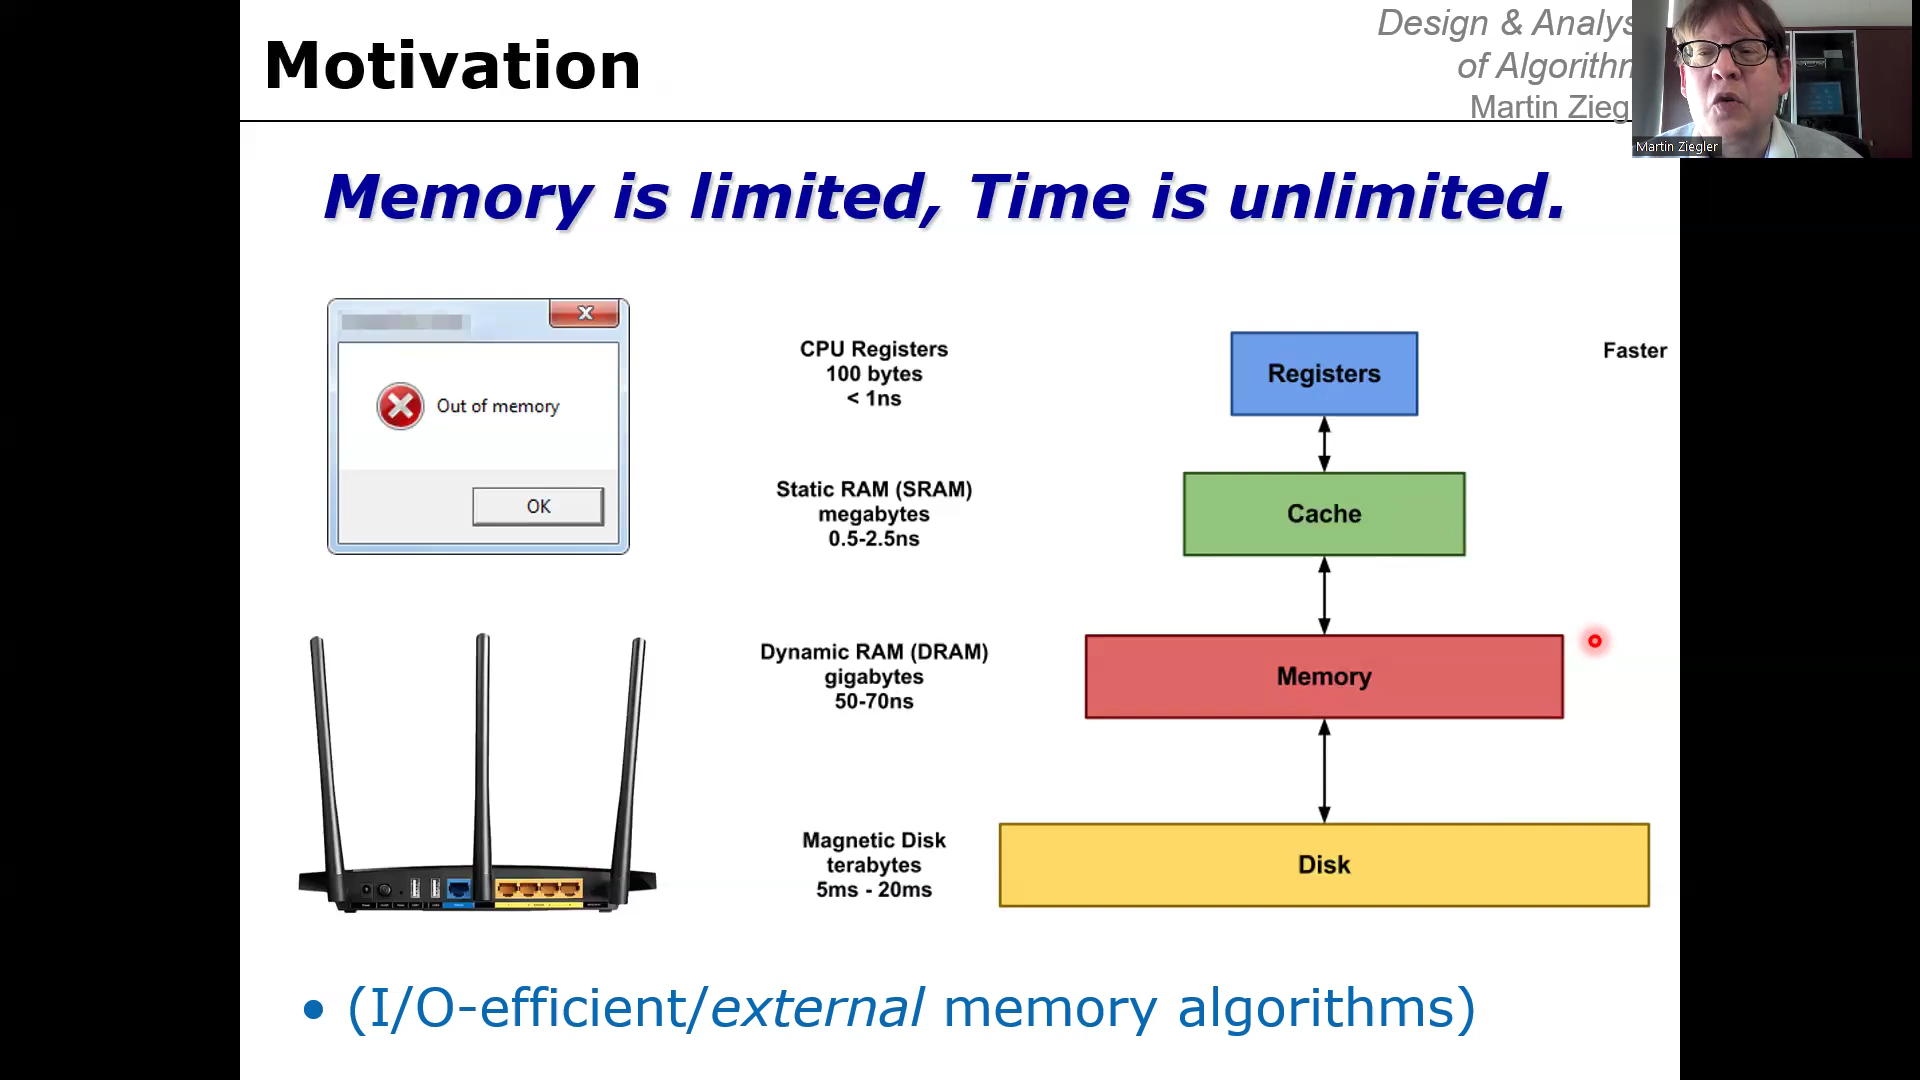 Motivation
Design & Analys
of Algorithm
Martin Zieg
Martin Ziegler
Memory is limited, Time is unlimited.
Out of memory
OK
CPU Registers
100 bytes
< 1ns
Registers
Faster
Static RAM (SRAM)
megabytes
0.5-2.5ns
Cache
Dynamic RAM (DRAM)
gigabytes
50-70ns
Memory
Magnetic Disk
terabytes
5ms - 20ms
Disk
• (I/O-efficient/external memory algorithms)